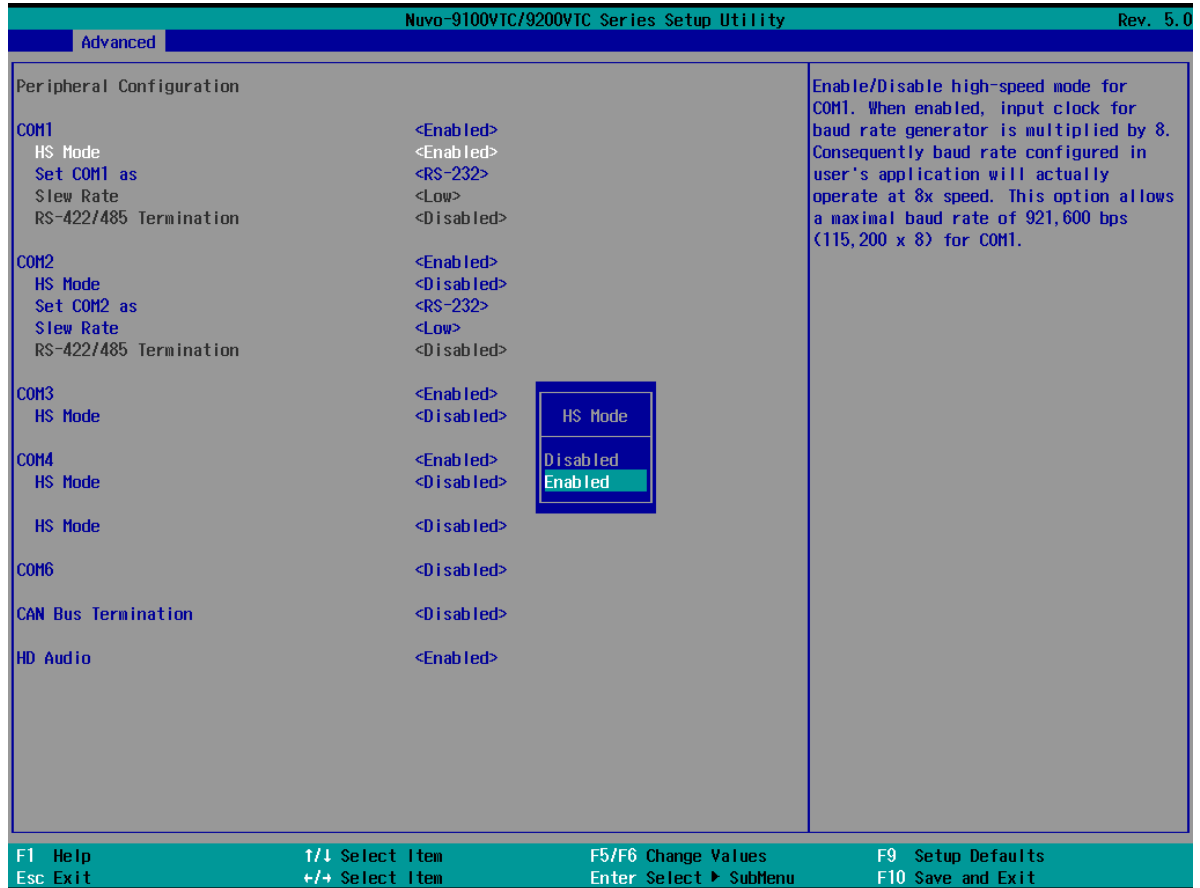 Nuvo-9100VTC/9200VTC Series Setup Utility Rev. 5.0
Advanced
Peripheral Configuration
COM1 <Enabled>
HS Mode <Enabled>
Set COM1 as <RS-232>
Slew Rate <Low>
RS-422/485 Termination <Disabled>
COM2 <Enabled>
HS Mode <Disabled>
Set COM2 as <RS-232>
Slew Rate <Low>
RS-422/485 Termination <Disabled>
COM3 <Enabled>
HS Mode <Disabled>
COM4 <Enabled>
HS Mode <Disabled>
HS Mode <Disabled>
COM6 <Disabled>
CAN Bus Termination <Disabled>
HD Audio <Enabled>
HS Mode
Disabled
Enabled
Enable/Disable high-speed mode for
COM1. When enabled, input clock for
baud rate generator is multiplied by 8.
Consequently baud rate configured in
user's application will actually
operate at 8x speed. This option allows
a maximal baud rate of 921,600 bps
(115,200 x 8) for COM1.
F1 Help ↑/↓ Select Item F5/F6 Change Values F9 Setup Defaults
Esc Exit ←/→ Select Item Enter Select ▶ SubMenu F10 Save and Exit